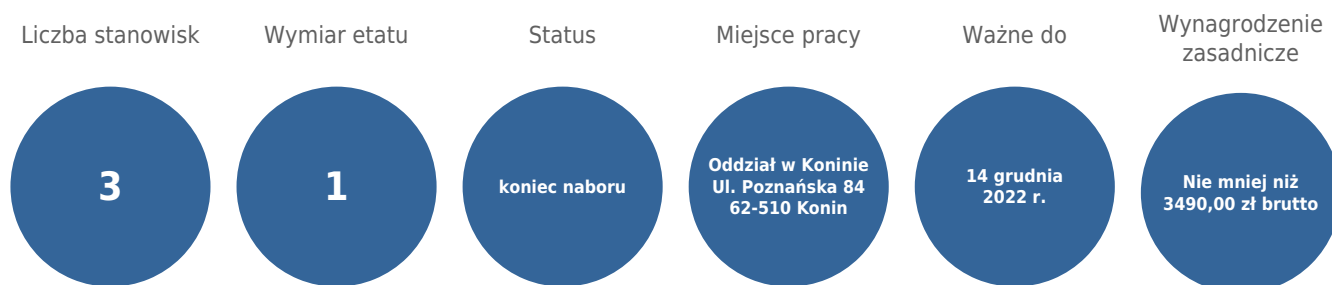 Liczba stanowisk
3
Wymiar etatu
1
Status
koniec naboru
Miejsce pracy
Oddział w Koninie
Ul. Poznańska 84
62-510 Konin
Ważne do
14 grudnia
2022 r.
Wynagrodzenie
zasadnicze
Nie mniej niż
3490,00 zł brutto